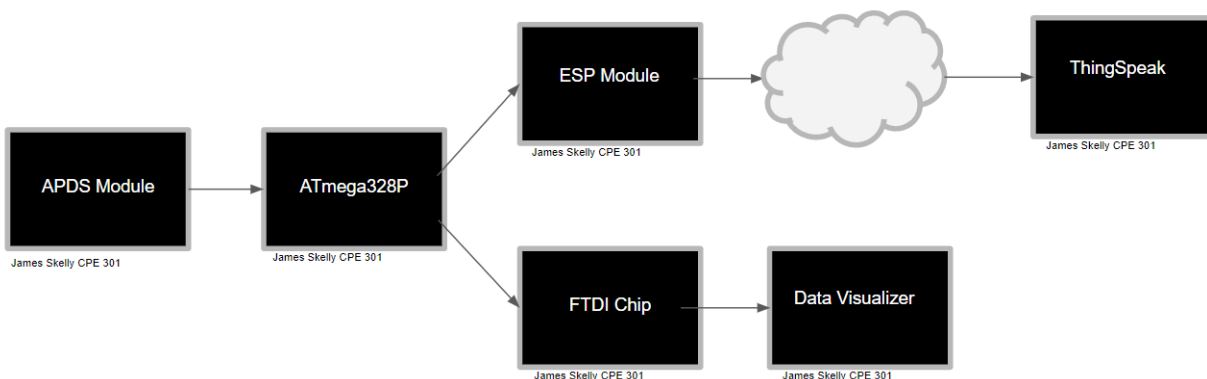 ESP Module
James Skelly CPE 301
ThingSpeak
James Skelly CPE 301
APDS Module
James Skelly CPE 301
ATmega328P
James Skelly CPE 301
FTDI Chip
James Skelly CPE 301
Data Visualizer
James Skelly CPE 301